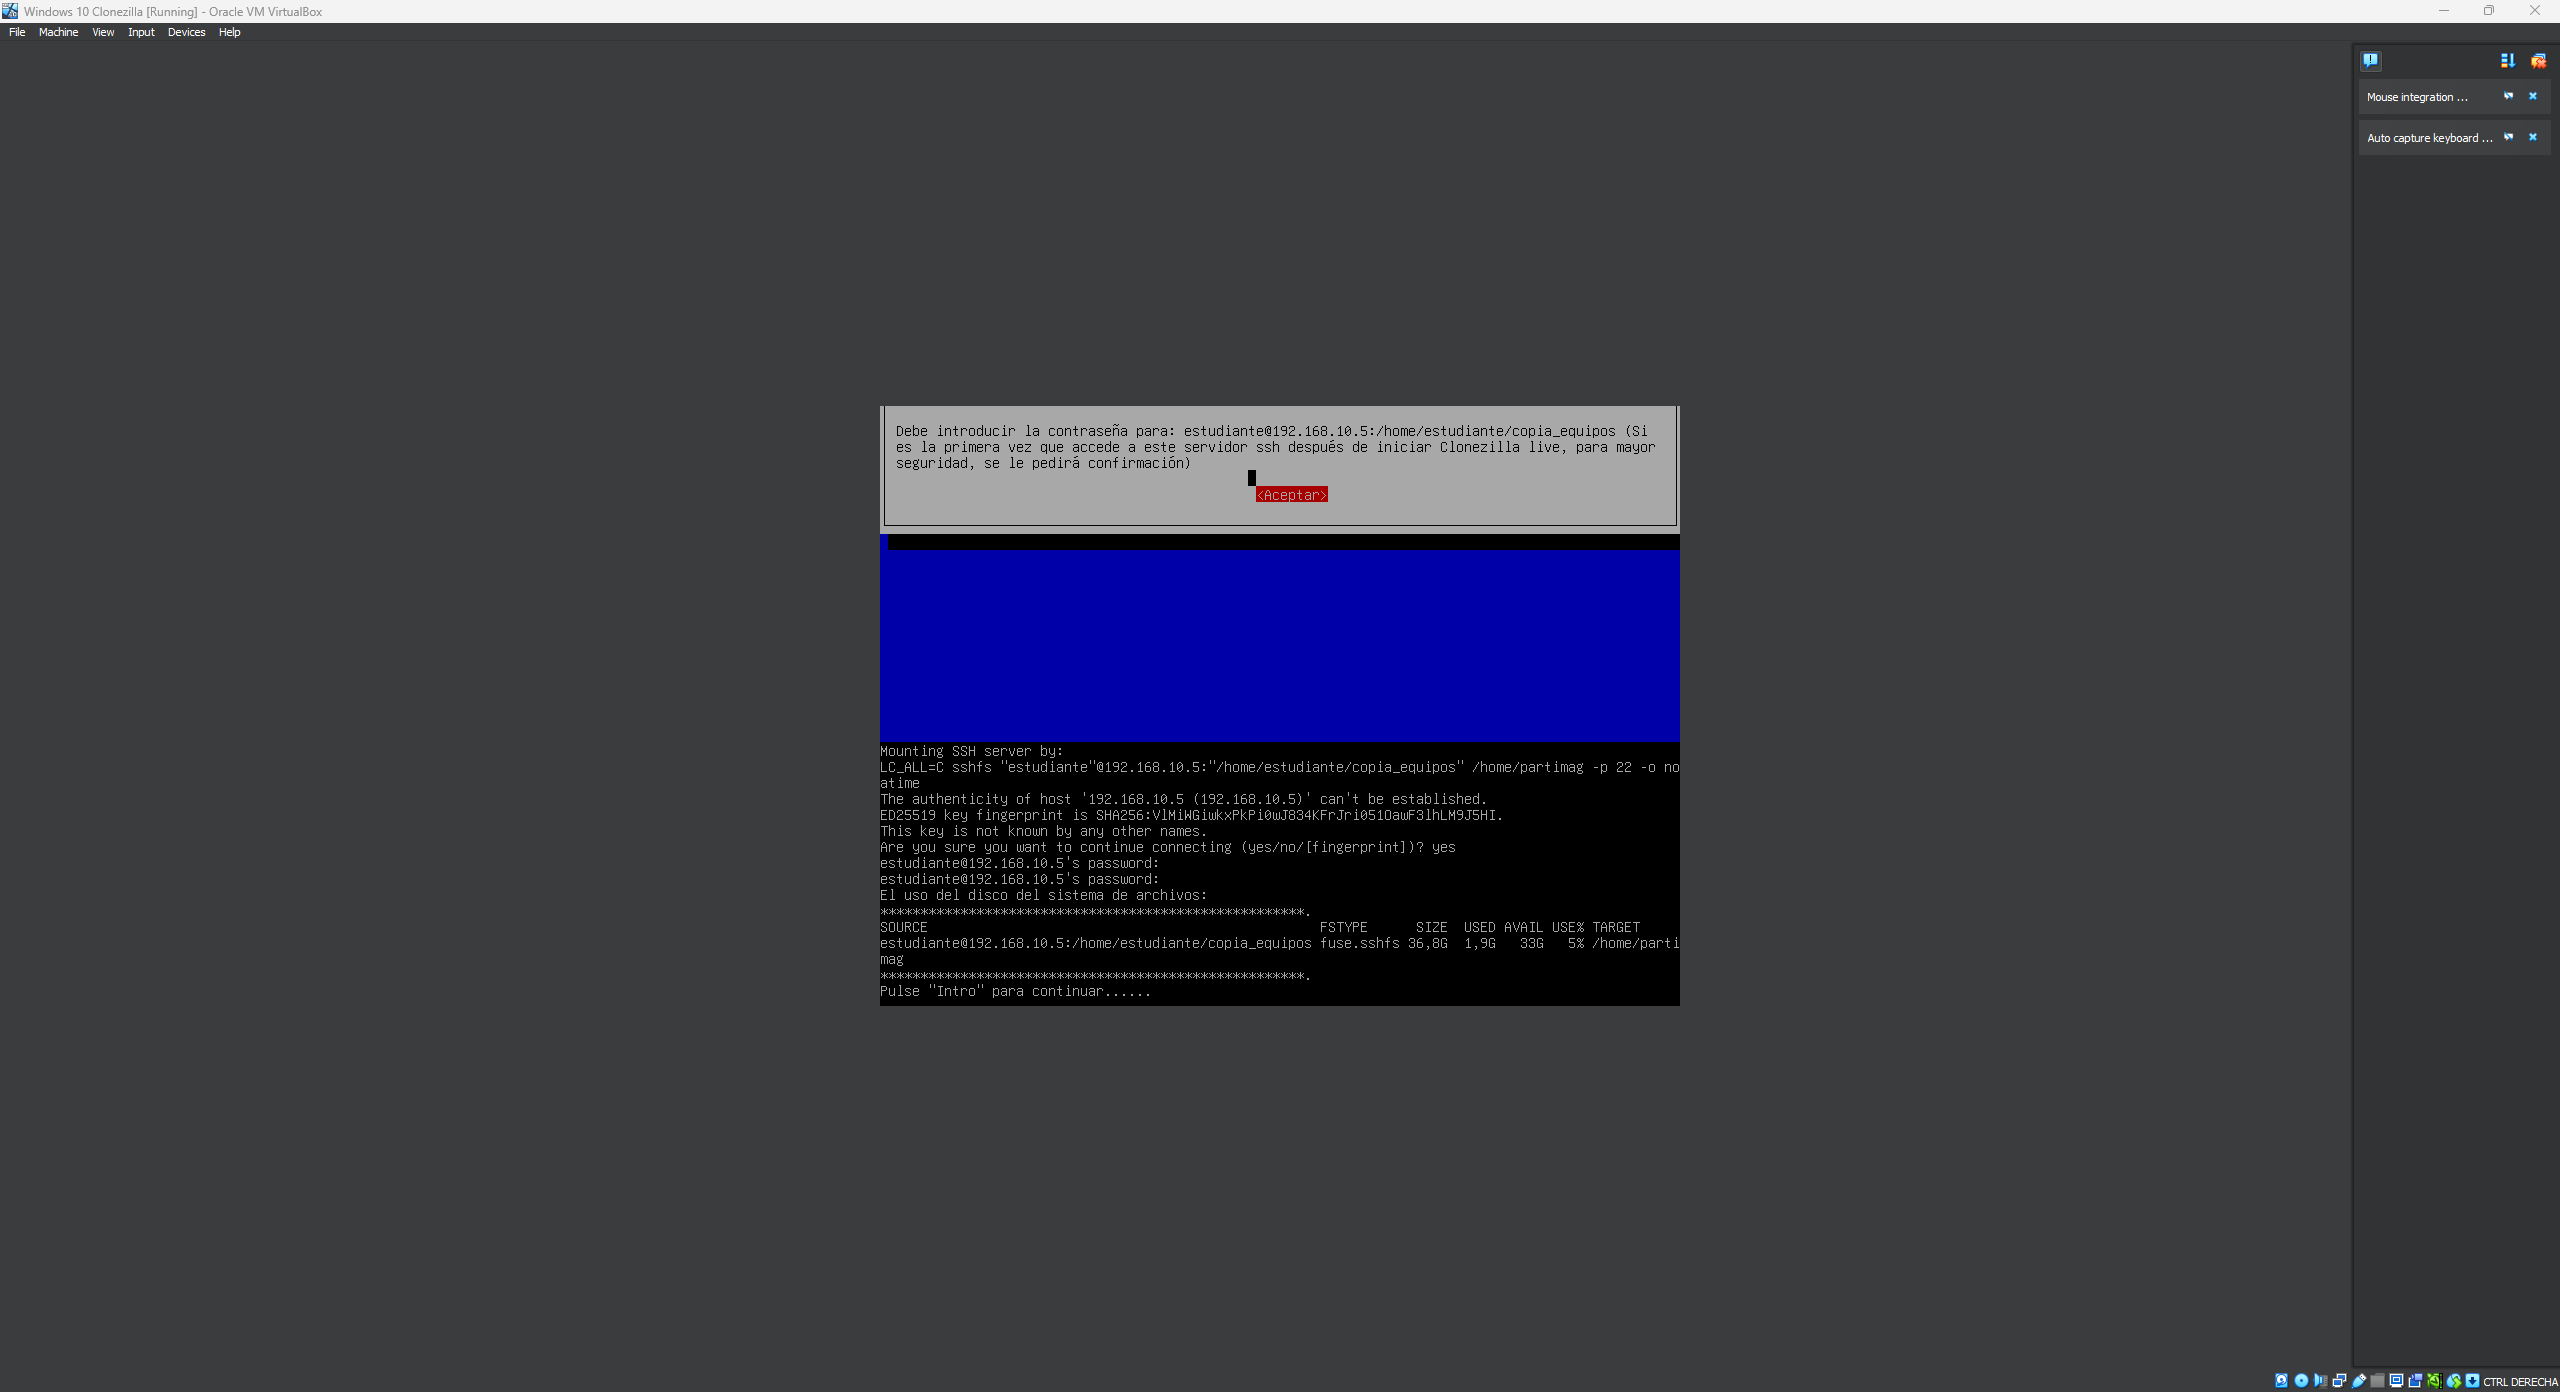 Windows 10 Clonezilla [Running] - Oracle VM VirtualBox
File Machine View Input Devices Help
Mouse integration ...
Auto capture keyboard ...
Debe introducir la contraseña para: estudiante@192.168.10.5:/home/estudiante/copia_equipos (Si
es la primera vez que accede a este servidor ssh después de iniciar Clonezilla live, para mayor
seguridad, se le pedirá confirmación)
<Aceptar>
Mounting SSH server by:
LC_ALL=C sshfs "estudiante"@192.168.10.5:"/home/estudiante/copia_equipos" /home/partimag -p 22 -o no
atime
The authenticity of host '192.168.10.5 (192.168.10.5)' can't be established.
ED25519 key fingerprint is SHA256:VlMiWGiwkxPkPi0wJ834KFrJri051OawF3lhLM9J5HI.
This key is not known by any other names.
Are you sure you want to continue connecting (yes/no/[fingerprint])? yes
estudiante@192.168.10.5's password:
estudiante@192.168.10.5's password:
El uso del disco del sistema de archivos:
*****************************************************.
SOURCE FSTYPE SIZE USED AVAIL USE% TARGET
estudiante@192.168.10.5:/home/estudiante/copia_equipos fuse.sshfs 36,8G 1,9G 33G 5% /home/parti
mag
*****************************************************.
Pulse "Intro" para continuar......
CTRL DERECHA